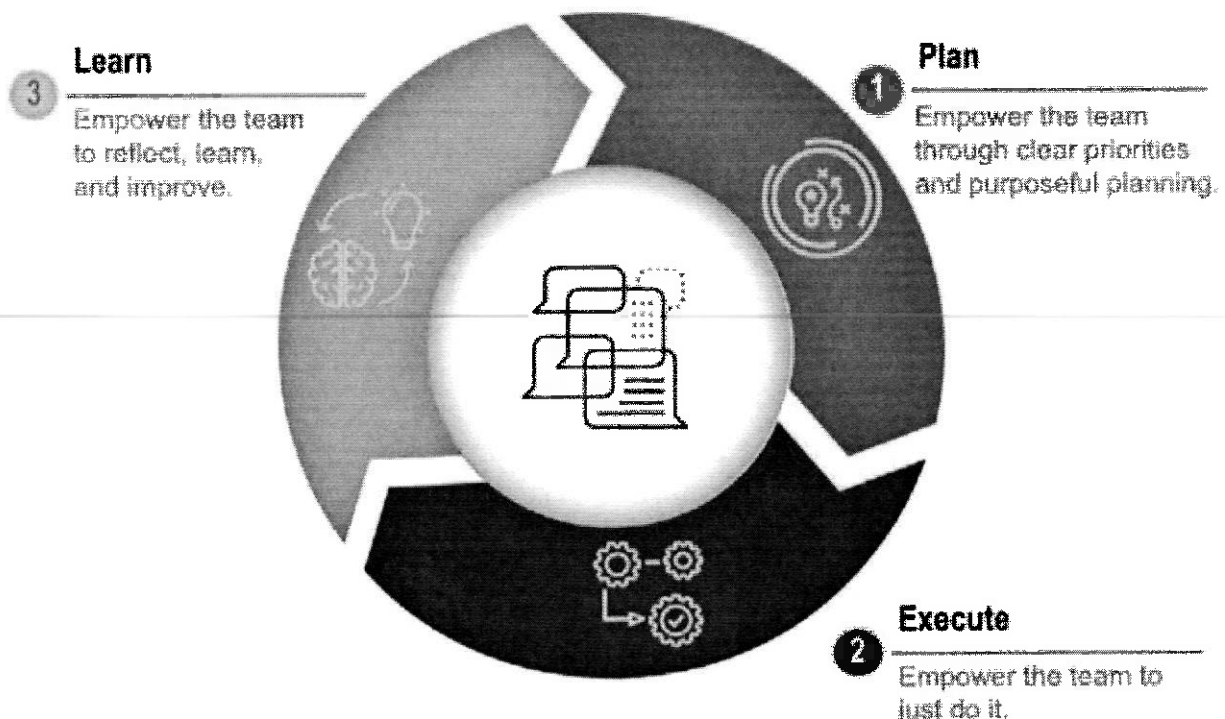 1
Plan
Empower the team
through clear priorities
and purposeful planning.
2
Execute
Empower the team to
just do it.
3
Learn
Empower the team
to reflect, learn,
and improve.